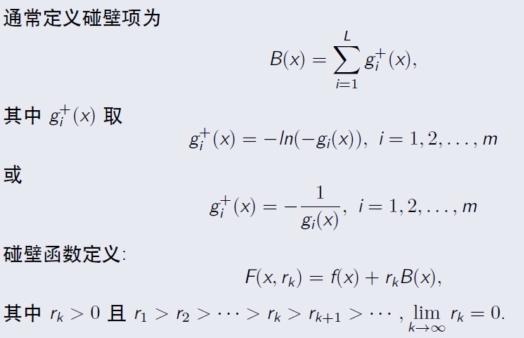 通常定义碰壁项为
B(x) = \sum_{i=1}^{L} g_i^+(x),
其中 g_i^+(x) 取
g_i^+(x) = -ln(-g_i(x)), i = 1, 2, ..., m
或
g_i^+(x) = -\frac{1}{g_i(x)}, i = 1, 2, ..., m
碰壁函数定义:
F(x, r_k) = f(x) + r_k B(x),
其中 r_k > 0 且 r_1 > r_2 > \cdots > r_k > r_{k+1} > \cdots, \lim_{k \to \infty} r_k = 0.